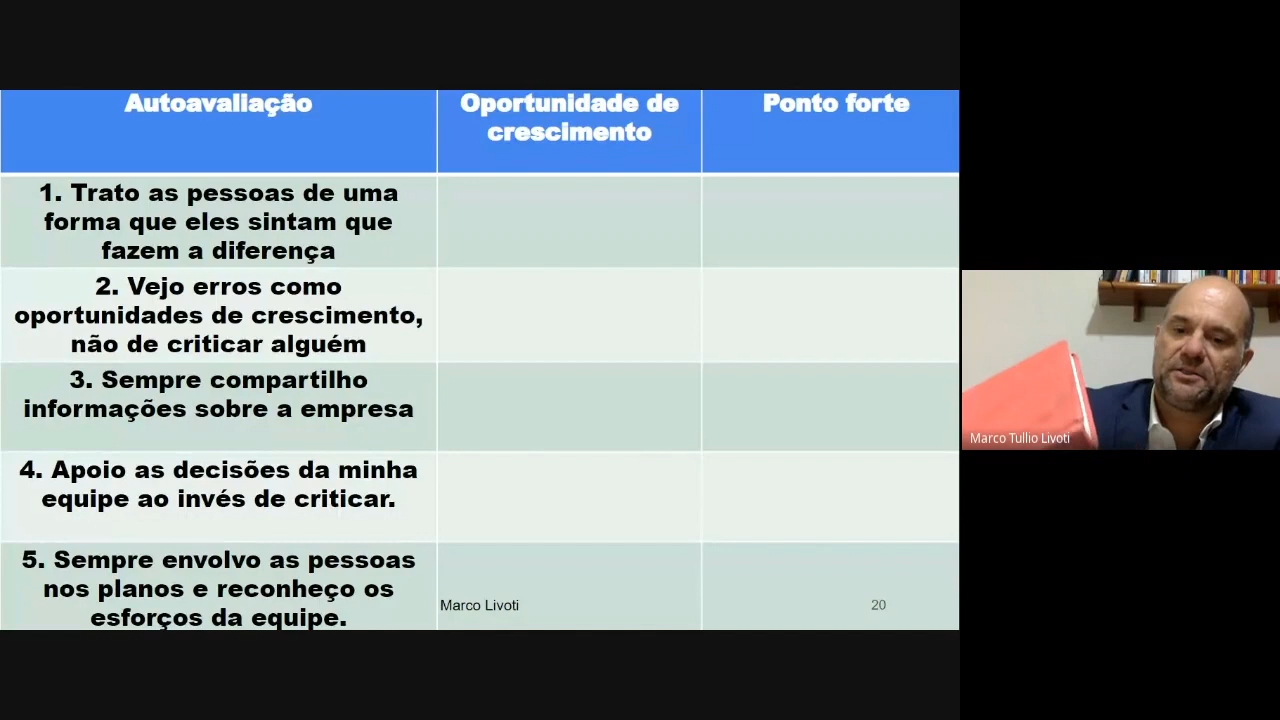 Autoavaliação
Oportunidade de
crescimento
Ponto forte
1. Trato as pessoas de uma
forma que eles sintam que
fazem a diferença
2. Vejo erros como
oportunidades de crescimento,
não de criticar alguém
3. Sempre compartilho
informações sobre a empresa
4. Apoio as decisões da minha
equipe ao invés de criticar.
5. Sempre envolvo as pessoas
nos planos e reconheço os
esforços da equipe.
Marco Livoti
20
Marco Tullio Livoti